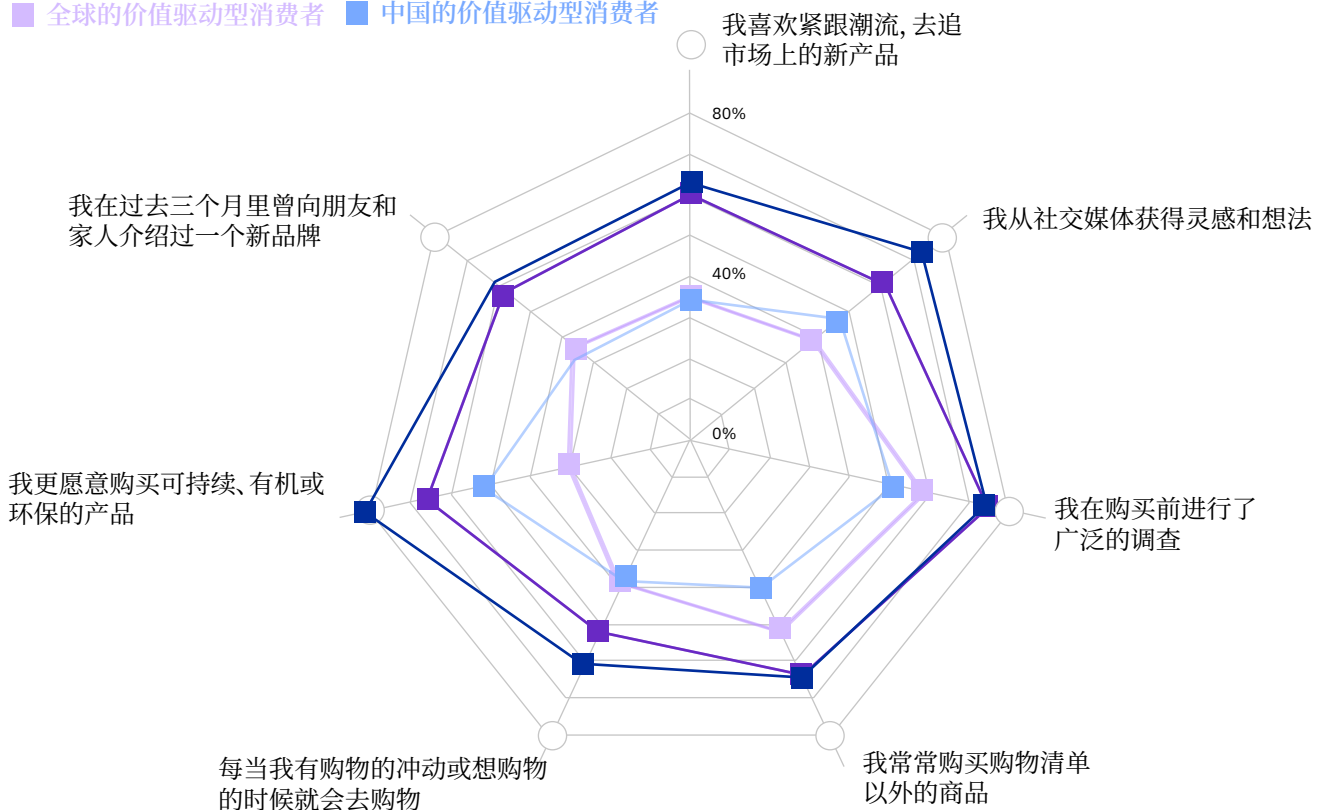 全球的价值驱动型消费者 中国的价值驱动型消费者
我喜欢紧跟潮流, 去追
市场上的新产品
80%
我在过去三个月里曾向朋友和
家人介绍过一个新品牌
我从社交媒体获得灵感和想法
40%
0%
我更愿意购买可持续、有机或
环保的产品
我在购买前进行了
广泛的调查
每当我有购物的冲动或想购物
的时候就会去购物
我常常购买购物清单
以外的商品